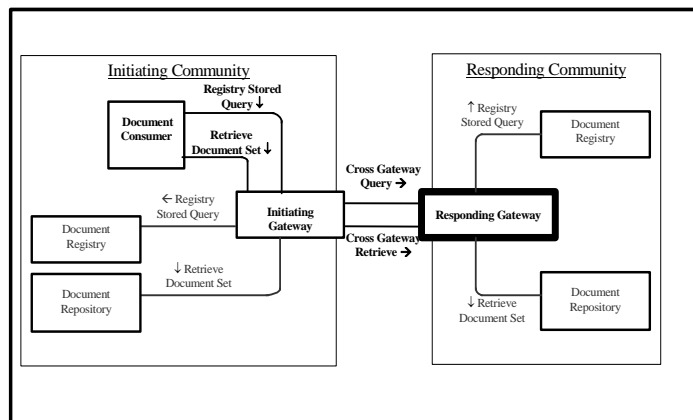 Initiating Community
Responding Community
Registry Stored
Query ↓
Document
Consumer
Retrieve
Document Set ↓
↑ Registry
Stored Query
Document
Registry
Cross Gateway
Query →
← Registry
Stored Query
Initiating
Gateway
Responding Gateway
Document
Registry
Cross Gateway
Retrieve →
↓ Retrieve
Document Set
Document
Repository
↓ Retrieve
Document Set
Document
Repository